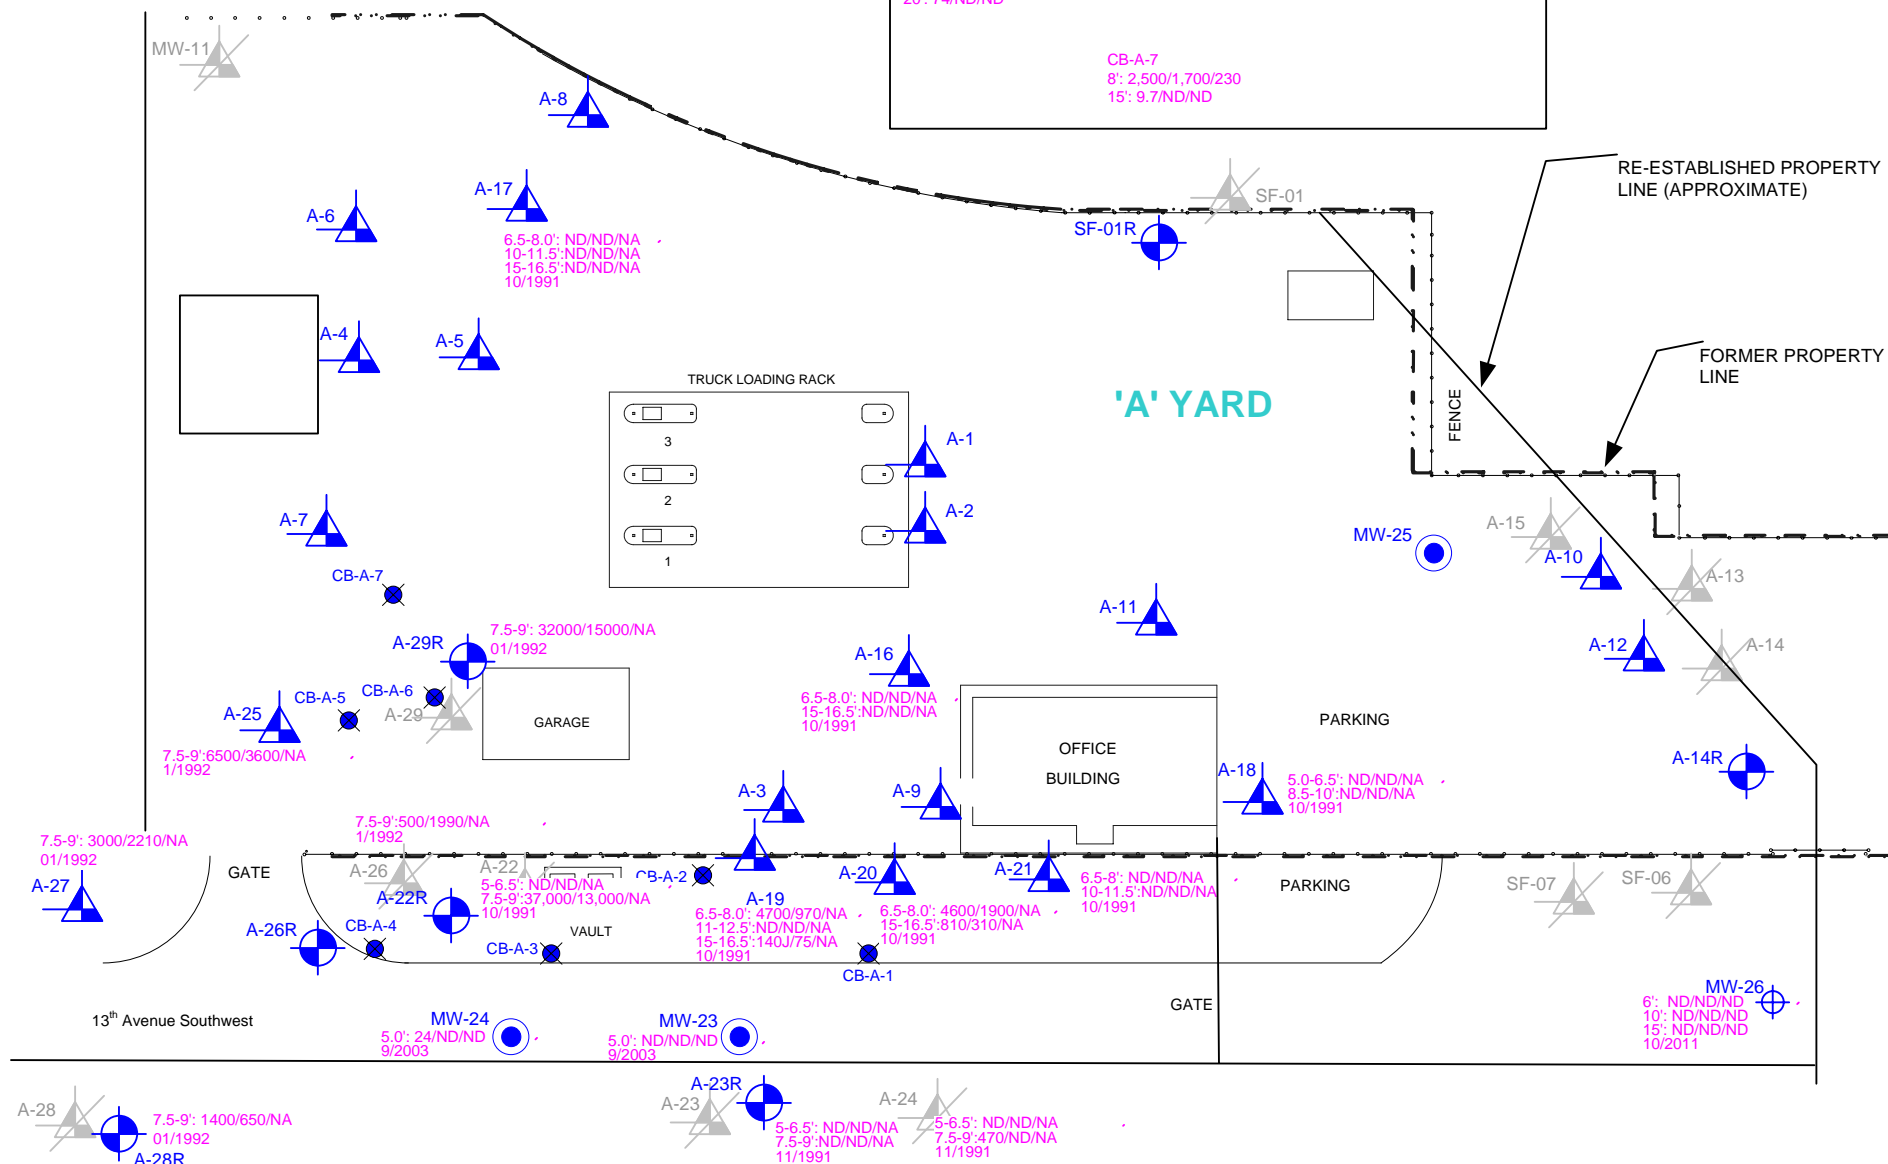 20': 74/ND/ND
CB-A-7
8': 2,500/1,700/230
15': 9.7/ND/ND
MW-11
A-8
RE-ESTABLISHED PROPERTY
LINE (APPROXIMATE)
A-17
SF-01
A-6
SF-01R
6.5-8.0': ND/ND/NA
10-11.5':ND/ND/NA
15-16.5':ND/ND/NA
10/1991
A-4
A-5
FORMER PROPERTY
LINE
TRUCK LOADING RACK
'A' YARD
FENCE
3
A-1
2
A-2
A-7
1
MW-25
A-15
A-10
A-13
CB-A-7
A-11
A-29R
7.5-9': 32000/15000/NA
01/1992
A-16
A-12
A-14
CB-A-5
CB-A-6
A-29
A-25
GARAGE
6.5-8.0': ND/ND/NA
15-16.5':ND/ND/NA
10/1991
PARKING
OFFICE
BUILDING
7.5-9':6500/3600/NA
1/1992
A-14R
A-18
5.0-6.5': ND/ND/NA
8.5-10':ND/ND/NA
10/1991
A-3
A-9
7.5-9':500/1990/NA
1/1992
7.5-9': 3000/2210/NA
01/1992
GATE
A-26
A-22
CB-A-2
A-20
A-21
6.5-8': ND/ND/NA
10-11.5':ND/ND/NA
10/1991
PARKING
SF-07
SF-06
A-27
A-22R
5-6.5': ND/ND/NA
7.5-9':37,000/13,000/NA
10/1991
A-19
6.5-8.0': 4700/970/NA
11-12.5':ND/ND/NA
15-16.5':140J/75/NA
10/1991
6.5-8.0': 4600/1900/NA
15-16.5':810/310/NA
10/1991
A-26R
CB-A-4
CB-A-3
VAULT
CB-A-1
MW-26
6': ND/ND/ND
10': ND/ND/ND
15': ND/ND/ND
10/2011
GATE
13th Avenue Southwest
MW-24
5.0': 24/ND/ND
9/2003
MW-23
5.0': ND/ND/ND
9/2003
A-28
7.5-9': 1400/650/NA
01/1992
A-28R
A-23
A-23R
5-6.5': ND/ND/NA
7.5-9':ND/ND/NA
11/1991
A-24
5-6.5': ND/ND/NA
7.5-9':470/ND/NA
11/1991